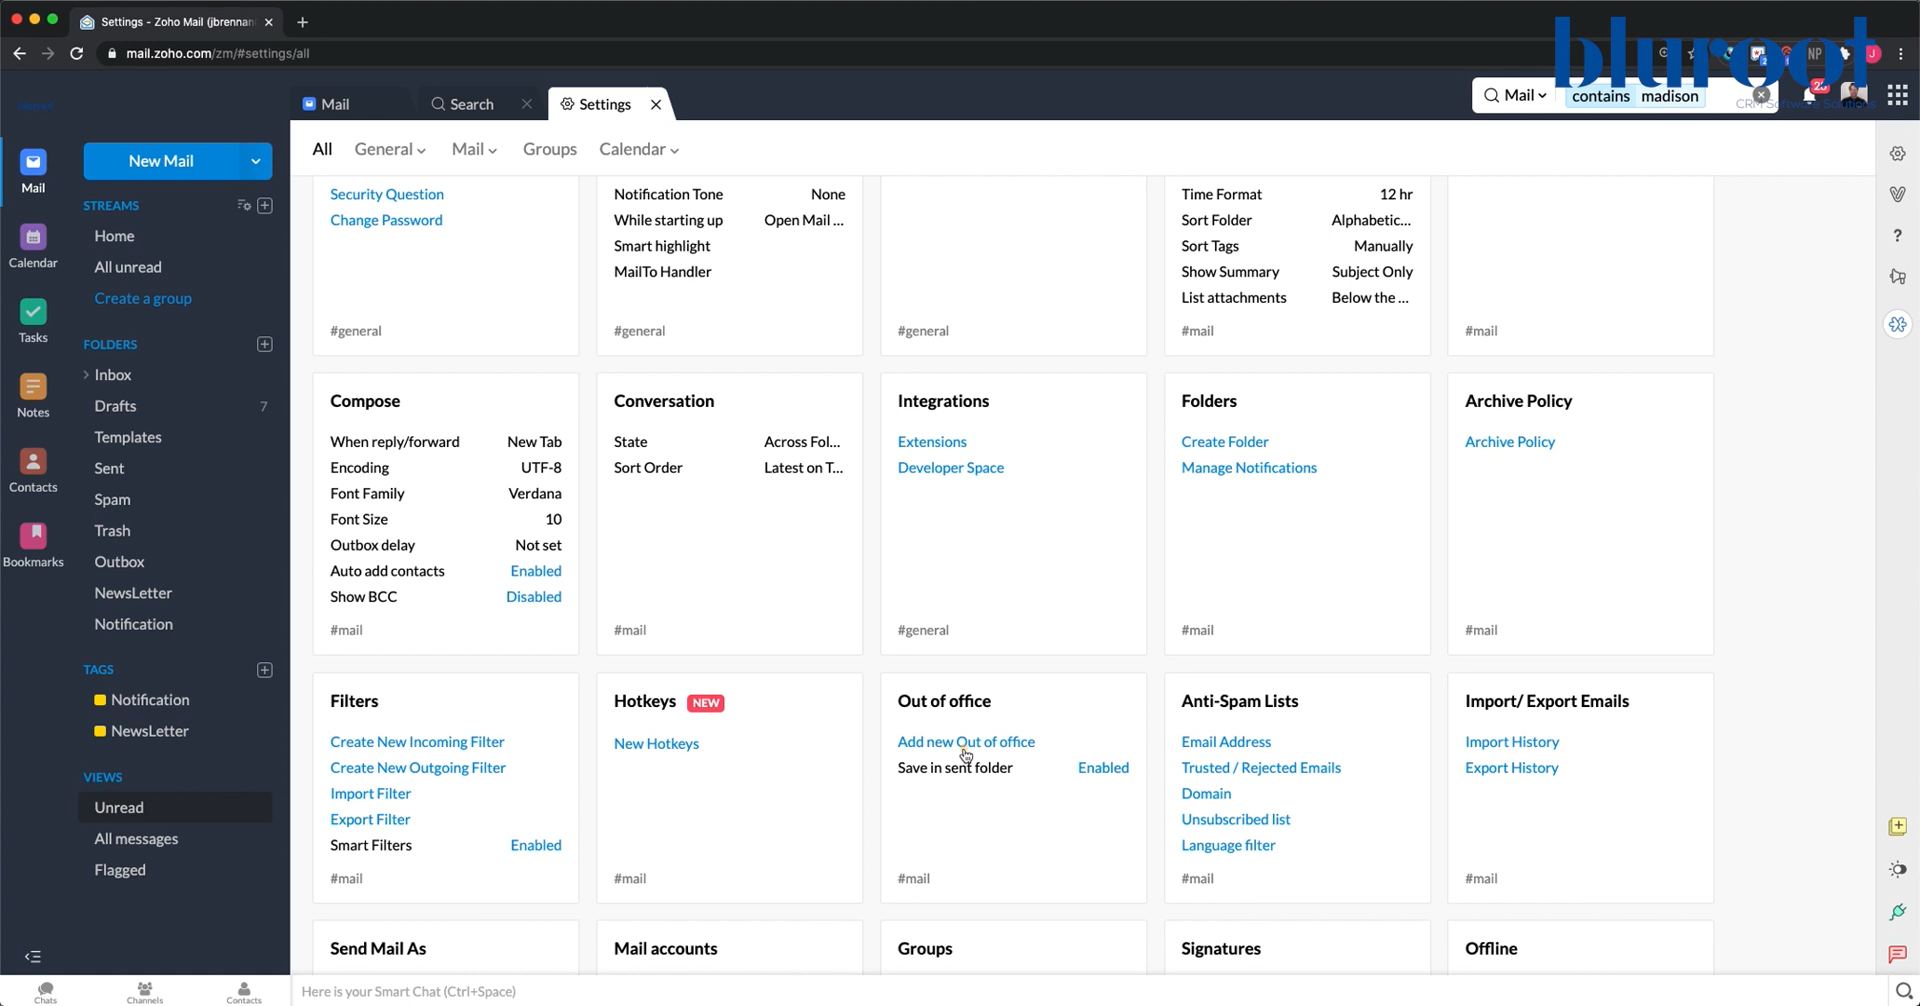 Settings - Zoho Mail (jbrennan
mail.zoho.com/zm/#settings/all
NP
bluroot
CRM Software Solutions
Mail
Search
Settings
Mail
contains madison
All
General
Mail
Groups
Calendar
New Mail
Mail
Calendar
Tasks
Notes
Contacts
Bookmarks
STREAMS
Home
All unread
Create a group
FOLDERS
Inbox
Drafts 7
Templates
Sent
Spam
Trash
Outbox
NewsLetter
Notification
TAGS
Notification
NewsLetter
VIEWS
Unread
All messages
Flagged
Security Question
Change Password
#general
Notification Tone None
While starting up Open Mail ...
Smart highlight
MailTo Handler
#general
#general
Time Format 12 hr
Sort Folder Alphabetic...
Sort Tags Manually
Show Summary Subject Only
List attachments Below the ...
#mail
#mail
Compose
When reply/forward New Tab
Encoding UTF-8
Font Family Verdana
Font Size 10
Outbox delay Not set
Auto add contacts Enabled
Show BCC Disabled
#mail
Conversation
State Across Fol...
Sort Order Latest on T...
#mail
Integrations
Extensions
Developer Space
#general
Folders
Create Folder
Manage Notifications
#mail
Archive Policy
Archive Policy
#mail
Filters
Create New Incoming Filter
Create New Outgoing Filter
Import Filter
Export Filter
Smart Filters Enabled
#mail
Hotkeys NEW
New Hotkeys
#mail
Out of office
Add new Out of office
Save in sent folder Enabled
#mail
Anti-Spam Lists
Email Address
Trusted / Rejected Emails
Domain
Unsubscribed list
Language filter
#mail
Import/ Export Emails
Import History
Export History
#mail
Send Mail As
Mail accounts
Groups
Signatures
Offline
Chats
Channels
Contacts
Here is your Smart Chat (Ctrl+Space)